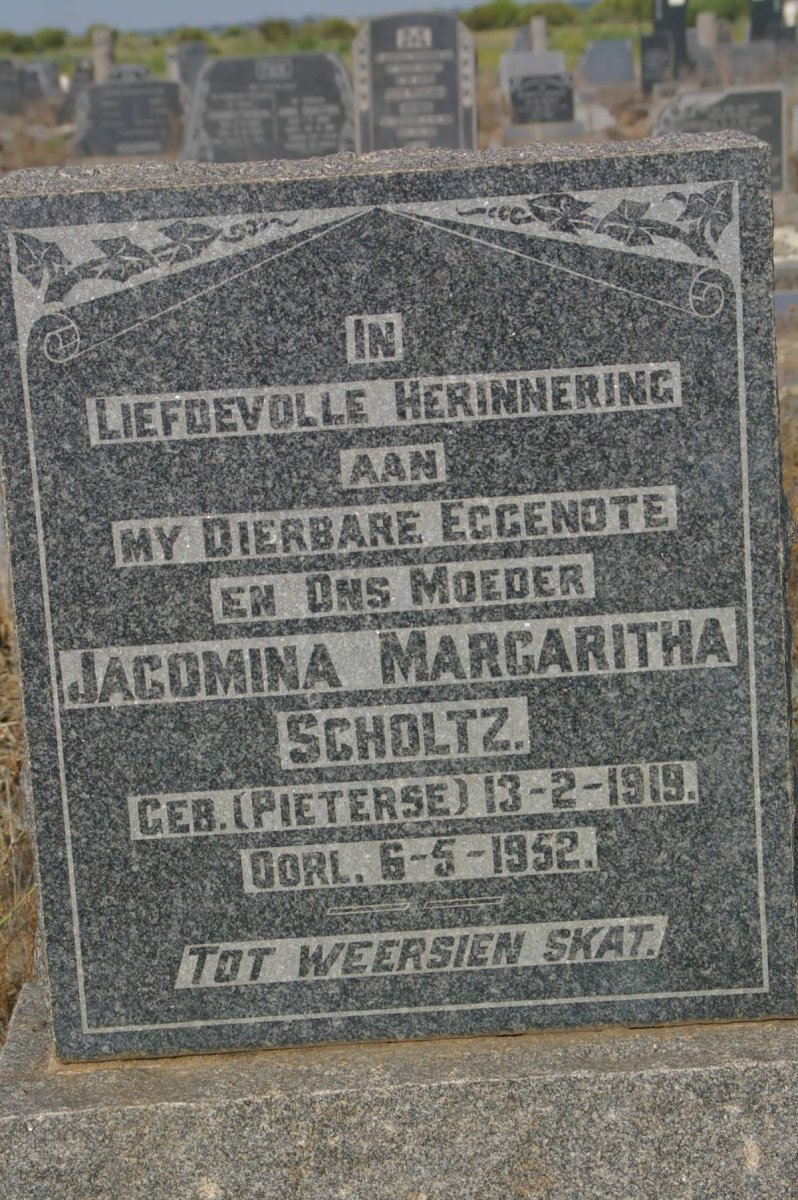 IN
LIEFDEVOLLE HERINNERING
AAN
MY DIERBARE EGGENOTE
EN ONS MOEDER
JACOMINA MARGARITHA
SCHOLTZ.
GEB. (PIETERSE) 13-2-1919.
OORL. 6-5-1952.
TOT WEERSIEN SKAT.